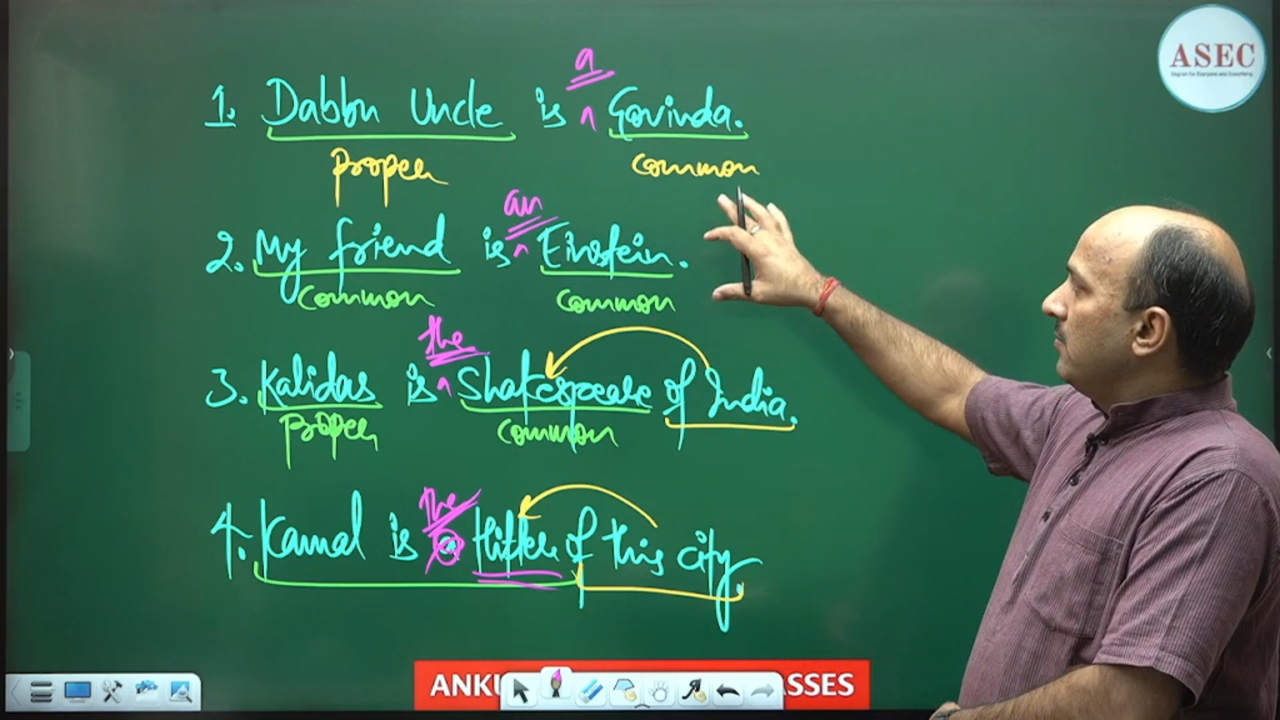 ASEC
1. Dabbu Uncle is a Govinda.
proper common
2. My friend is an Einstein.
common common
3. Kalidas is the Shakespeare of India.
proper common
4. Kamal is a the Hitler of this city.
ANKU SSES